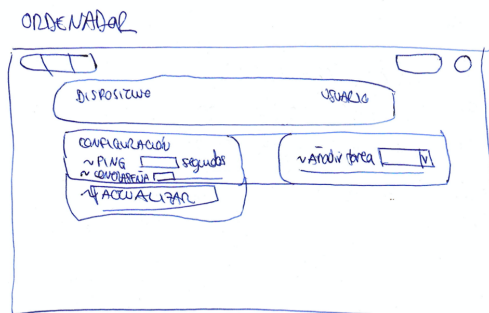 ORDENADOR
DISPOSITIVO USUARIO
CONFIGURACIÓN
~ PING segundos
~ CONTRASEÑA
~ ACTUALIZAR
~ Añadir tarea